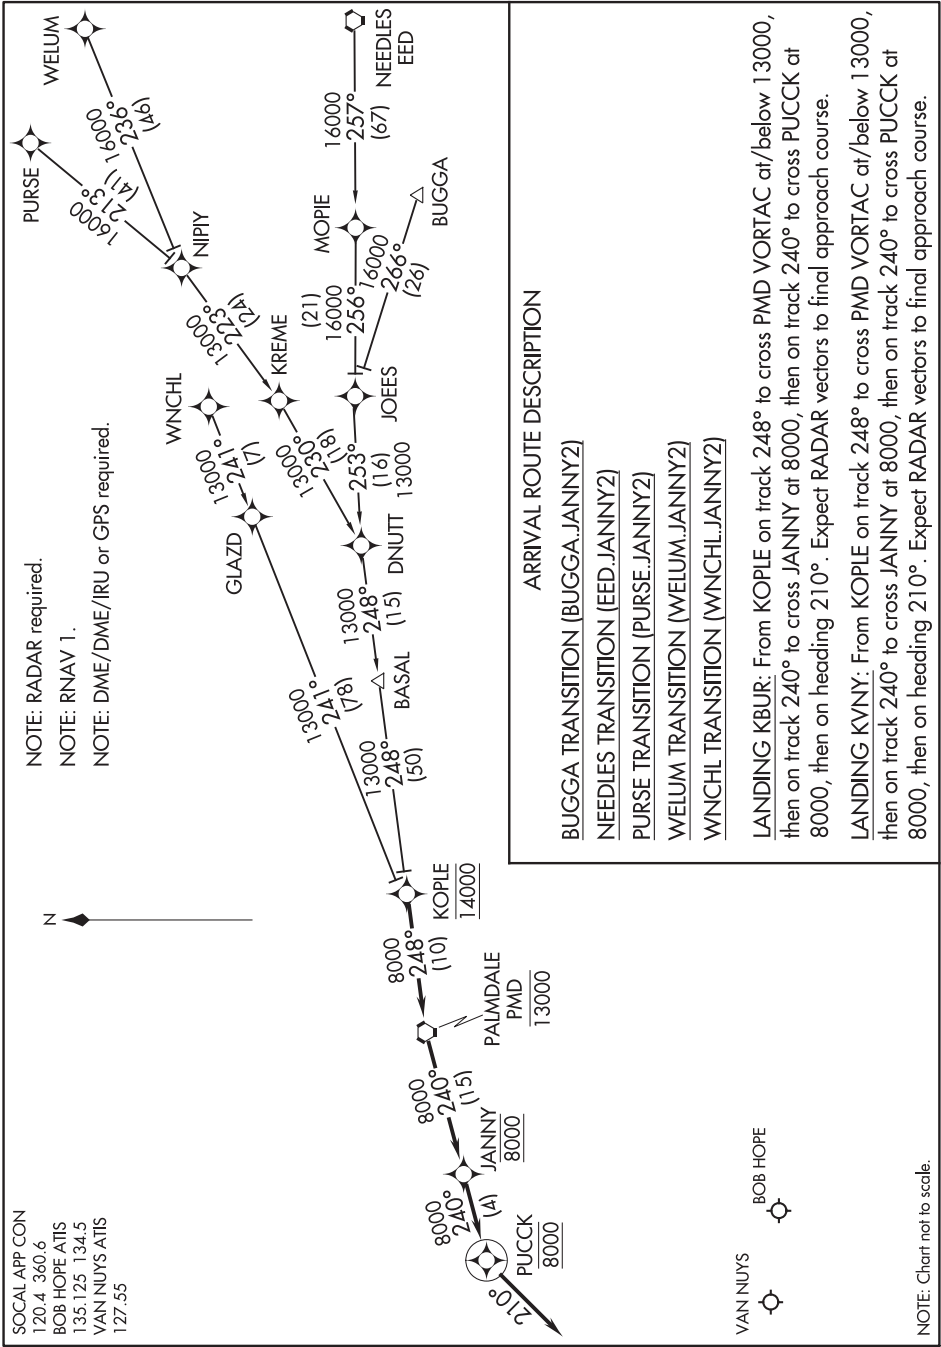 SOCAL APP CON
120.4 360.6
BOB HOPE ATIS
135.125 134.5
VAN NUYS ATIS
127.55
NOTE: RADAR required.
NOTE: RNAV 1.
NOTE: DME/DME/IRU or GPS required.
N
PURSE
WELUM
16000
213°
(41)
16000
236°
(46)
NIPIY
13000
223°
(24)
KREME
13000
230°
(18)
WNCHL
13000
241°
(7)
GLAZD
13000
241°
(78)
NEEDLES
EED
16000
257°
(67)
MOPIE
(21)
16000
256°
BUGGA
16000
266°
(26)
JOEES
253°
(16)
13000
DNUTT
13000
248°
(15)
BASAL
13000
248°
(50)
KOPLE
14000
8000
248°
(10)
PALMDALE
PMD
13000
8000
240°
(15)
JANNY
8000
8000
240°
(4)
PUCCK
8000
210°
VAN NUYS
BOB HOPE
NOTE: Chart not to scale.
ARRIVAL ROUTE DESCRIPTION
BUGGA TRANSITION (BUGGA.JANNY2)
NEEDLES TRANSITION (EED.JANNY2)
PURSE TRANSITION (PURSE.JANNY2)
WELUM TRANSITION (WELUM.JANNY2)
WNCHL TRANSITION (WNCHL.JANNY2)
LANDING KBUR: From KOPLE on track 248° to cross PMD VORTAC at/below 13000,
then on track 240° to cross JANNY at 8000, then on track 240° to cross PUCCK at
8000, then on heading 210°. Expect RADAR vectors to final approach course.
LANDING KVNY: From KOPLE on track 248° to cross PMD VORTAC at/below 13000,
then on track 240° to cross JANNY at 8000, then on track 240° to cross PUCCK at
8000, then on heading 210°. Expect RADAR vectors to final approach course.